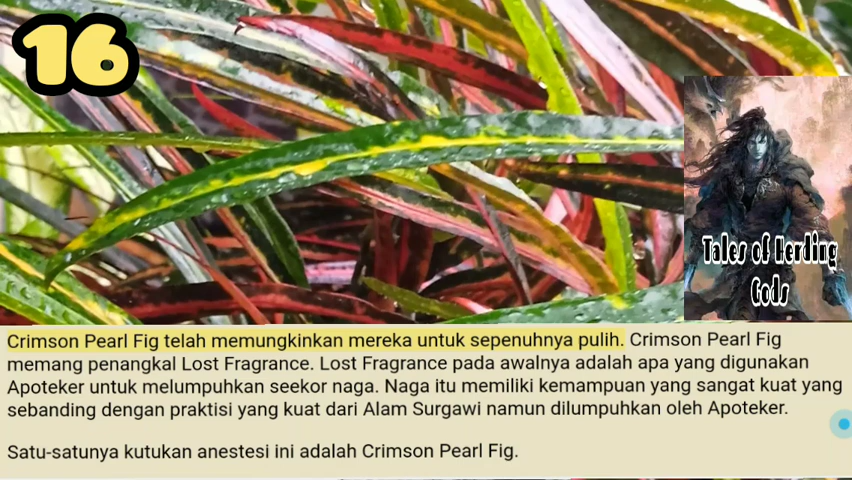 16
Tales of Herding
Gods
Crimson Pearl Fig telah memungkinkan mereka untuk sepenuhnya pulih. Crimson Pearl Fig
memang penangkal Lost Fragrance. Lost Fragrance pada awalnya adalah apa yang digunakan
Apoteker untuk melumpuhkan seekor naga. Naga itu memiliki kemampuan yang sangat kuat yang
sebanding dengan praktisi yang kuat dari Alam Surgawi namun dilumpuhkan oleh Apoteker.
Satu-satunya kutukan anestesi ini adalah Crimson Pearl Fig.